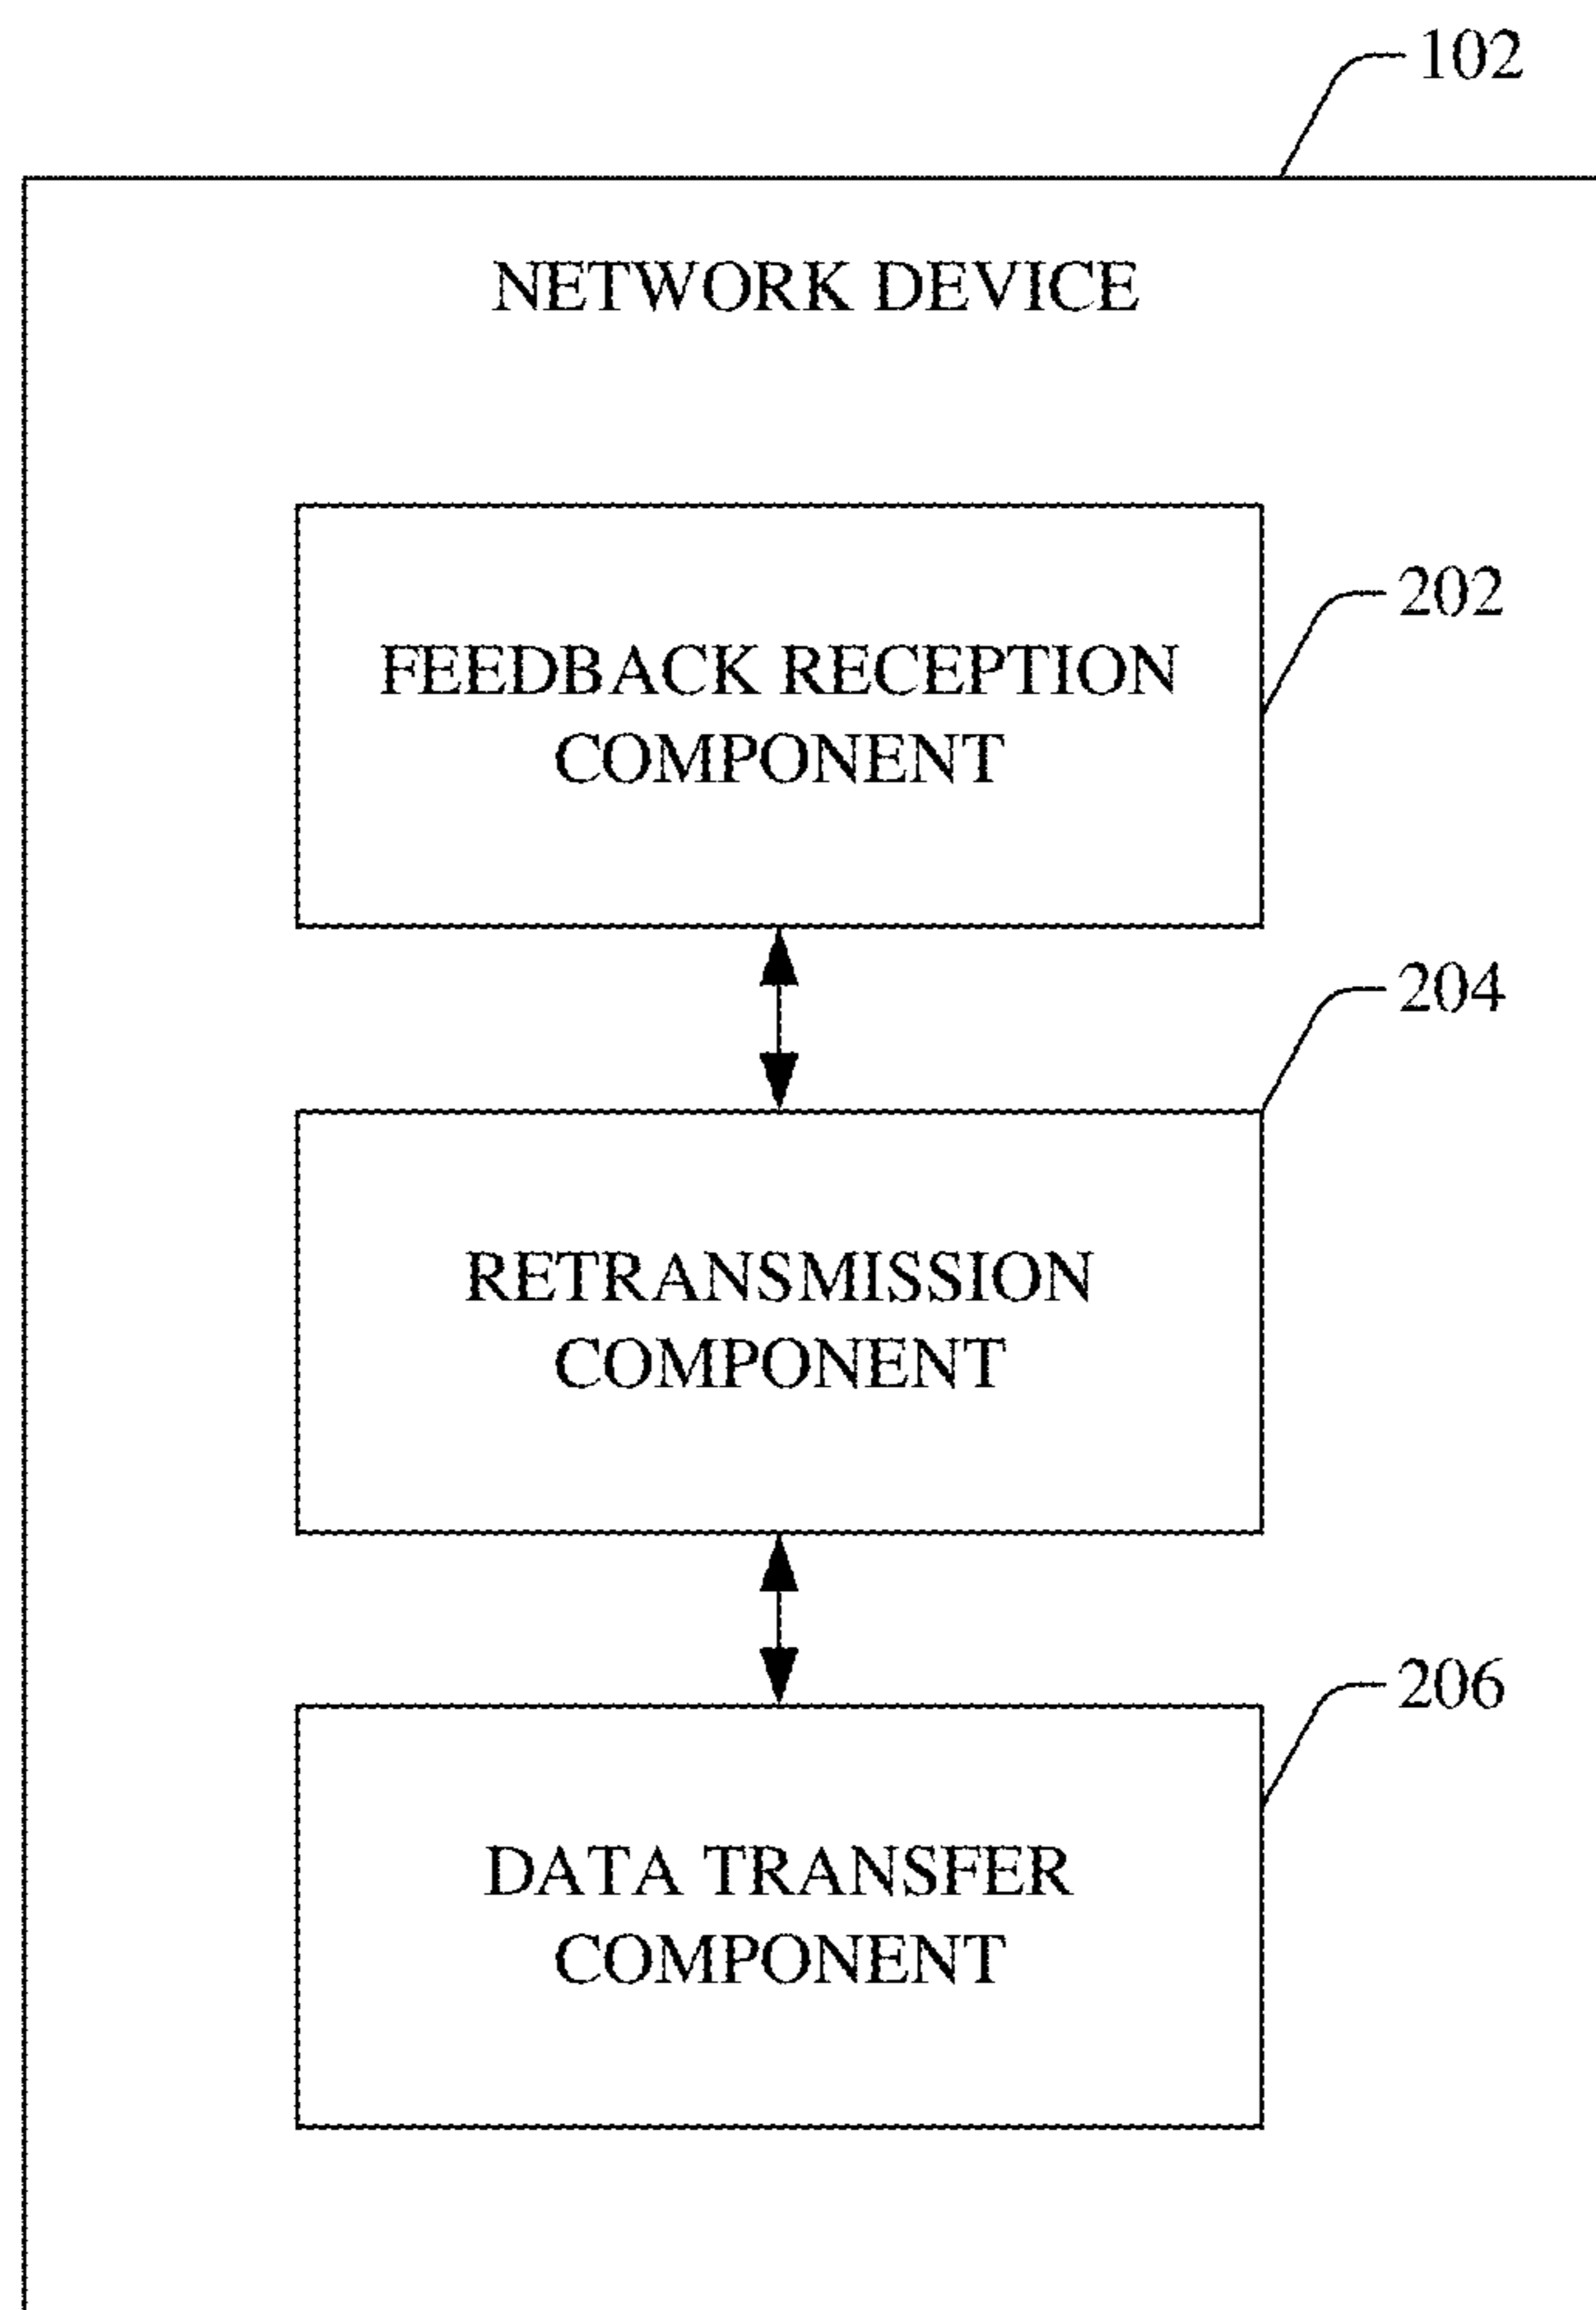 102
NETWORK DEVICE
FEEDBACK RECEPTION
COMPONENT
202
204
RETRANSMISSION
COMPONENT
206
DATA TRANSFER
COMPONENT